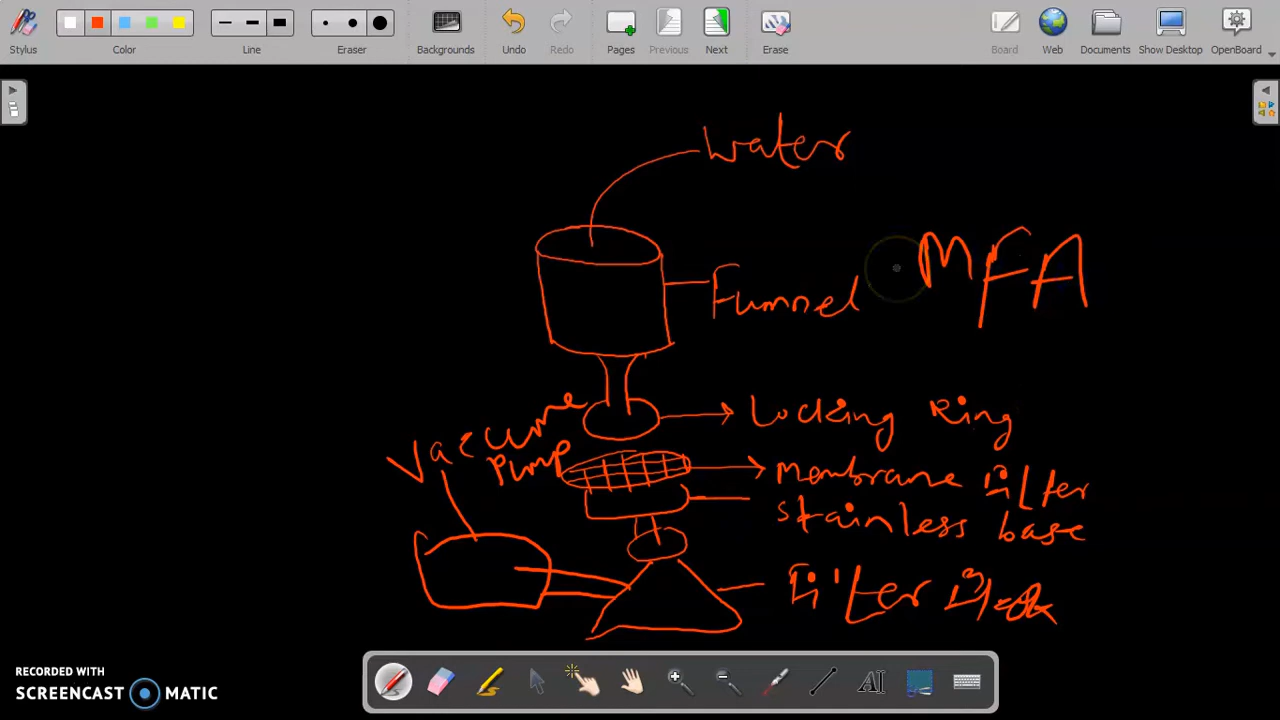 Stylus
Color
Line
Eraser
Backgrounds
Undo
Redo
Pages
Previous
Next
Erase
Board
Web
Documents
Show Desktop
OpenBoard
Water
MFA
Funnel
Vaccume
Pump
Locking Ring
Membrane Filter
Stainless base
Filter
RECORDED WITH
SCREENCAST MATIC